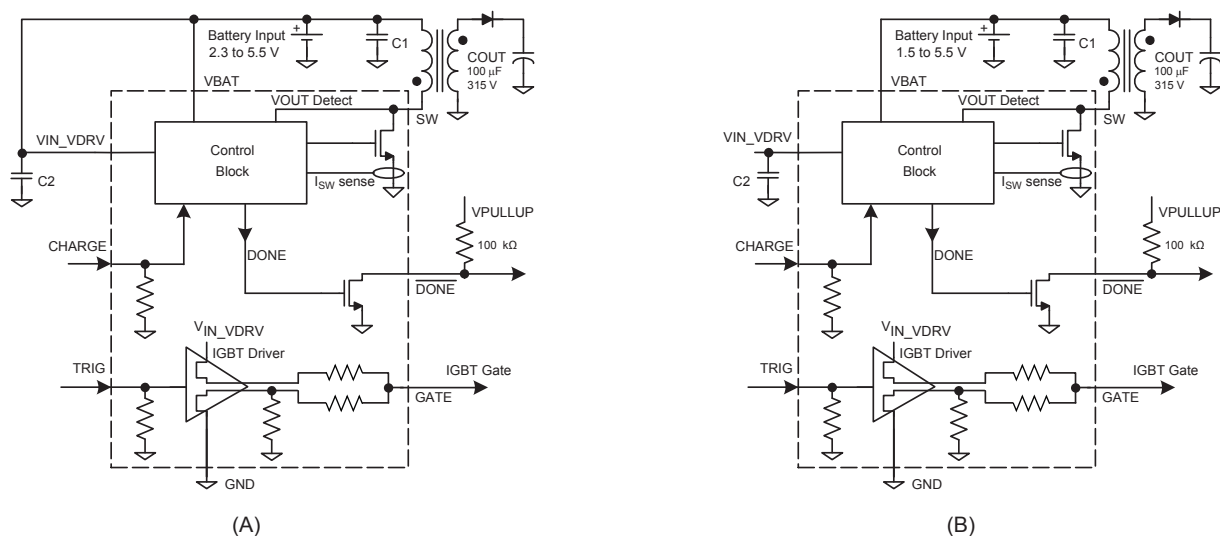 Battery Input
2.3 to 5.5 V
+
C1
COUT
100 μF
315 V
VBAT
VOUT Detect
SW
VIN_VDRV
C2
Control
Block
ISW sense
CHARGE
DONE
VPULLUP
100 kΩ
DONE
VIN_VDRV
IGBT Driver
TRIG
IGBT Gate
GATE
GND
(A)
Battery Input
1.5 to 5.5 V
+
C1
COUT
100 μF
315 V
VBAT
VOUT Detect
SW
VIN_VDRV
C2
Control
Block
ISW sense
CHARGE
DONE
VPULLUP
100 kΩ
DONE
VIN_VDRV
IGBT Driver
TRIG
IGBT Gate
GATE
GND
(B)